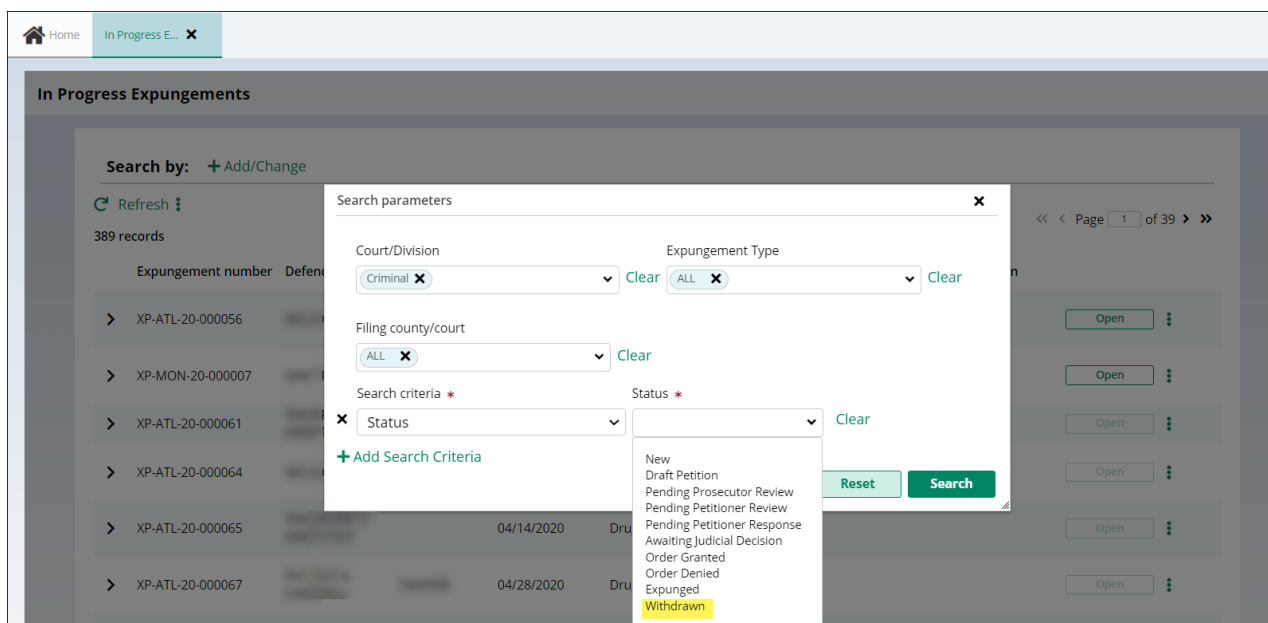 Home In Progress E...
In Progress Expungements
Search by: Add/Change
Refresh
389 records
Page 1 of 39
Expungement number
XP-ATL-20-000056 Open
XP-MON-20-000007 Open
XP-ATL-20-000061 Open
XP-ATL-20-000064 Open
XP-ATL-20-000065 04/14/2020 Open
XP-ATL-20-000067 04/28/2020 Open
Search parameters
Court/Division Expungement Type
Criminal Clear ALL Clear
Filing county/court
ALL Clear
Search criteria * Status *
Status Clear
Add Search Criteria
New
Draft Petition
Pending Prosecutor Review
Pending Petitioner Review
Pending Petitioner Response
Awaiting Judicial Decision
Order Granted
Order Denied
Expunged
Withdrawn
Reset Search